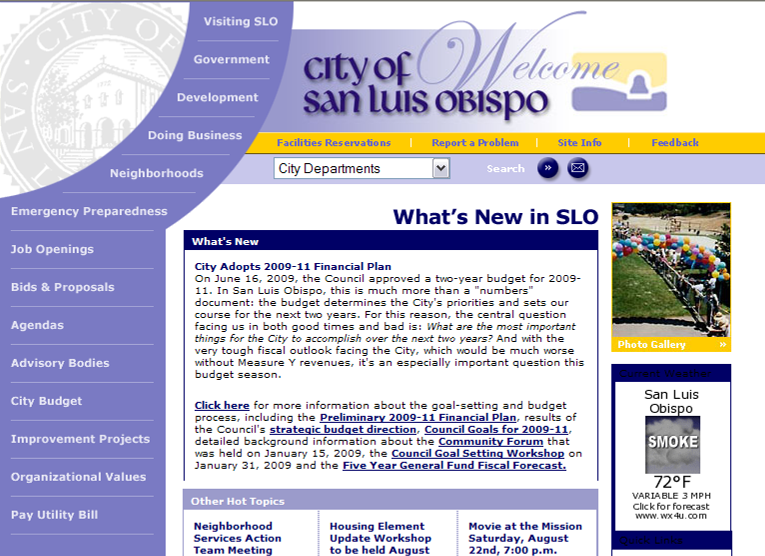 CITY OF
SAN LUIS
Visiting SLO
Government
Development
Doing Business
Neighborhoods
Emergency Preparedness
Job Openings
Bids & Proposals
Agendas
Advisory Bodies
City Budget
Improvement Projects
Organizational Values
Pay Utility Bill
Welcome
city of
san luis obispo
Facilities Reservations | Report a Problem | Site Info | Feedback
City Departments
Search »
What's New in SLO
What's New
City Adopts 2009-11 Financial Plan
On June 16, 2009, the Council approved a two-year budget for 2009-
11. In San Luis Obispo, this is much more than a "numbers"
document: the budget determines the City's priorities and sets our
course for the next two years. For this reason, the central question
facing us in both good times and bad is: What are the most important
things for the City to accomplish over the next two years? And with the
very tough fiscal outlook facing the City, which would be much worse
without Measure Y revenues, it's an especially important question this
budget season.
Click here for more information about the goal-setting and budget
process, including the Preliminary 2009-11 Financial Plan, results of
the Council's strategic budget direction, Council Goals for 2009-11,
detailed background information about the Community Forum that
was held on January 15, 2009, the Council Goal Setting Workshop on
January 31, 2009 and the Five Year General Fund Fiscal Forecast.
Other Hot Topics
Neighborhood
Services Action
Team Meeting
Housing Element
Update Workshop
to be held August
Movie at the Mission
Saturday, August
22nd, 7:00 p.m.
Photo Gallery »
Current Weather
San Luis
Obispo
SMOKE
72°F
VARIABLE 3 MPH
Click for forecast
www.wx4u.com
Quick Links